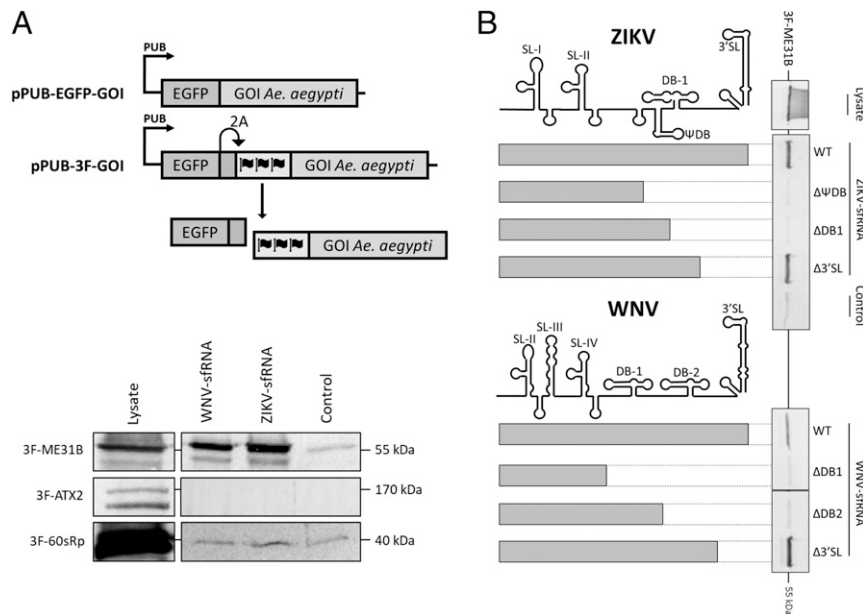 A
PUB
EGFP
GOI Ae. aegypti
pPUB-EGFP-GOI
PUB
2A
EGFP
GOI Ae. aegypti
pPUB-3F-GOI
EGFP
GOI Ae. aegypti
Lysate
WNV-sfRNA
ZIKV-sfRNA
Control
3F-ME31B
55 kDa
3F-ATX2
170 kDa
3F-60sRp
40 kDa
B
ZIKV
SL-I
SL-II
DB-1
ΨDB
3'SL
3F-ME31B
Lysate
WT
ΔΨDB
ΔDB1
Δ3'SL
ZIKV-sfRNA
Control
WNV
SL-II
SL-III
SL-IV
DB-1
DB-2
3'SL
WT
ΔDB1
ΔDB2
Δ3'SL
WNV-sfRNA
55 kDa